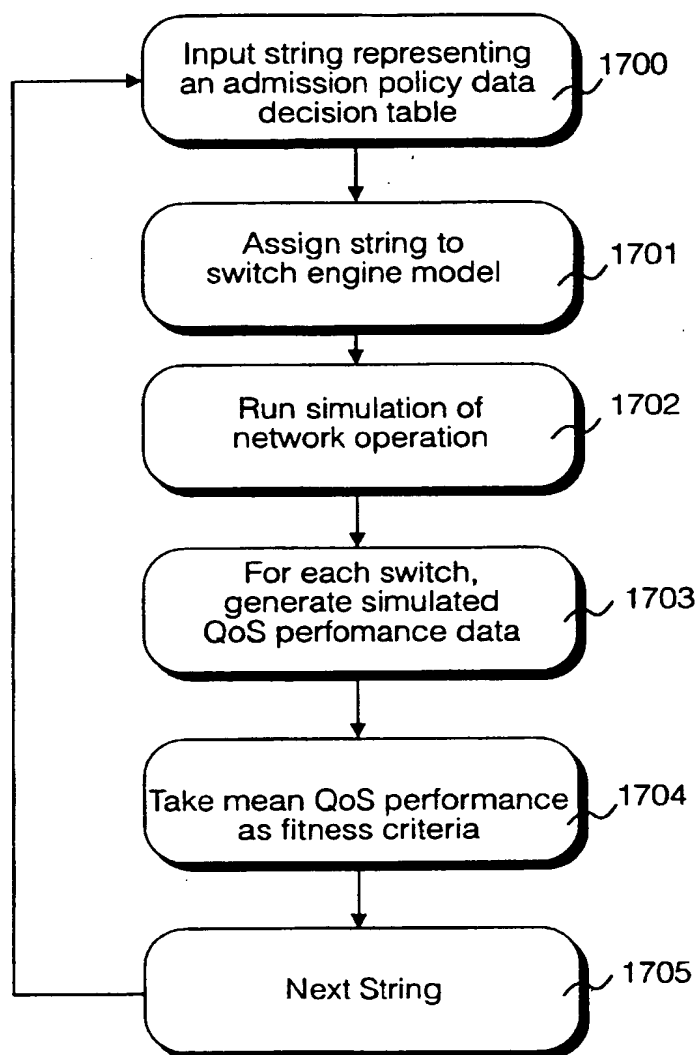 Input string representing
an admission policy data
decision table
1700
Assign string to
switch engine model
1701
Run simulation of
network operation
1702
For each switch,
generate simulated
QoS perfomance data
1703
Take mean QoS performance
as fitness criteria
1704
Next String
1705